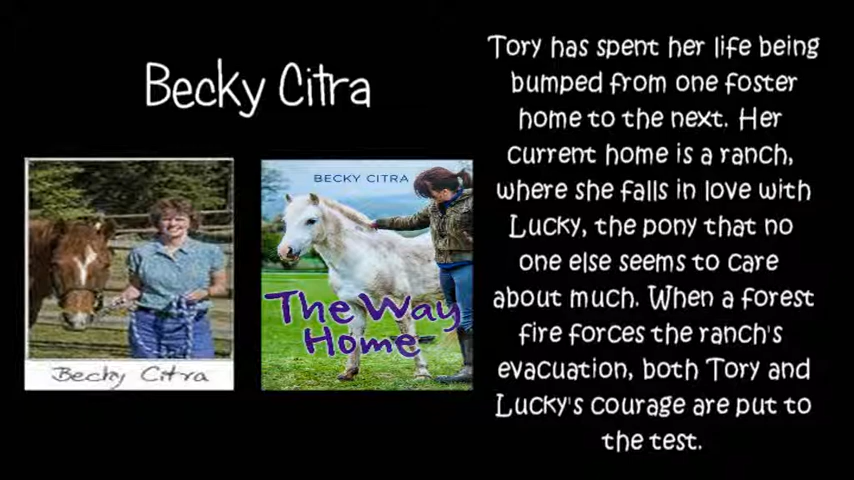 Becky Citra
Becky Citra
BECKY CITRA
The Way
Home
Tory has spent her life being
bumped from one foster
home to the next. Her
current home is a ranch,
where she falls in love with
Lucky, the pony that no
one else seems to care
about much. When a forest
fire forces the ranch's
evacuation, both Tory and
Lucky's courage are put to
the test.